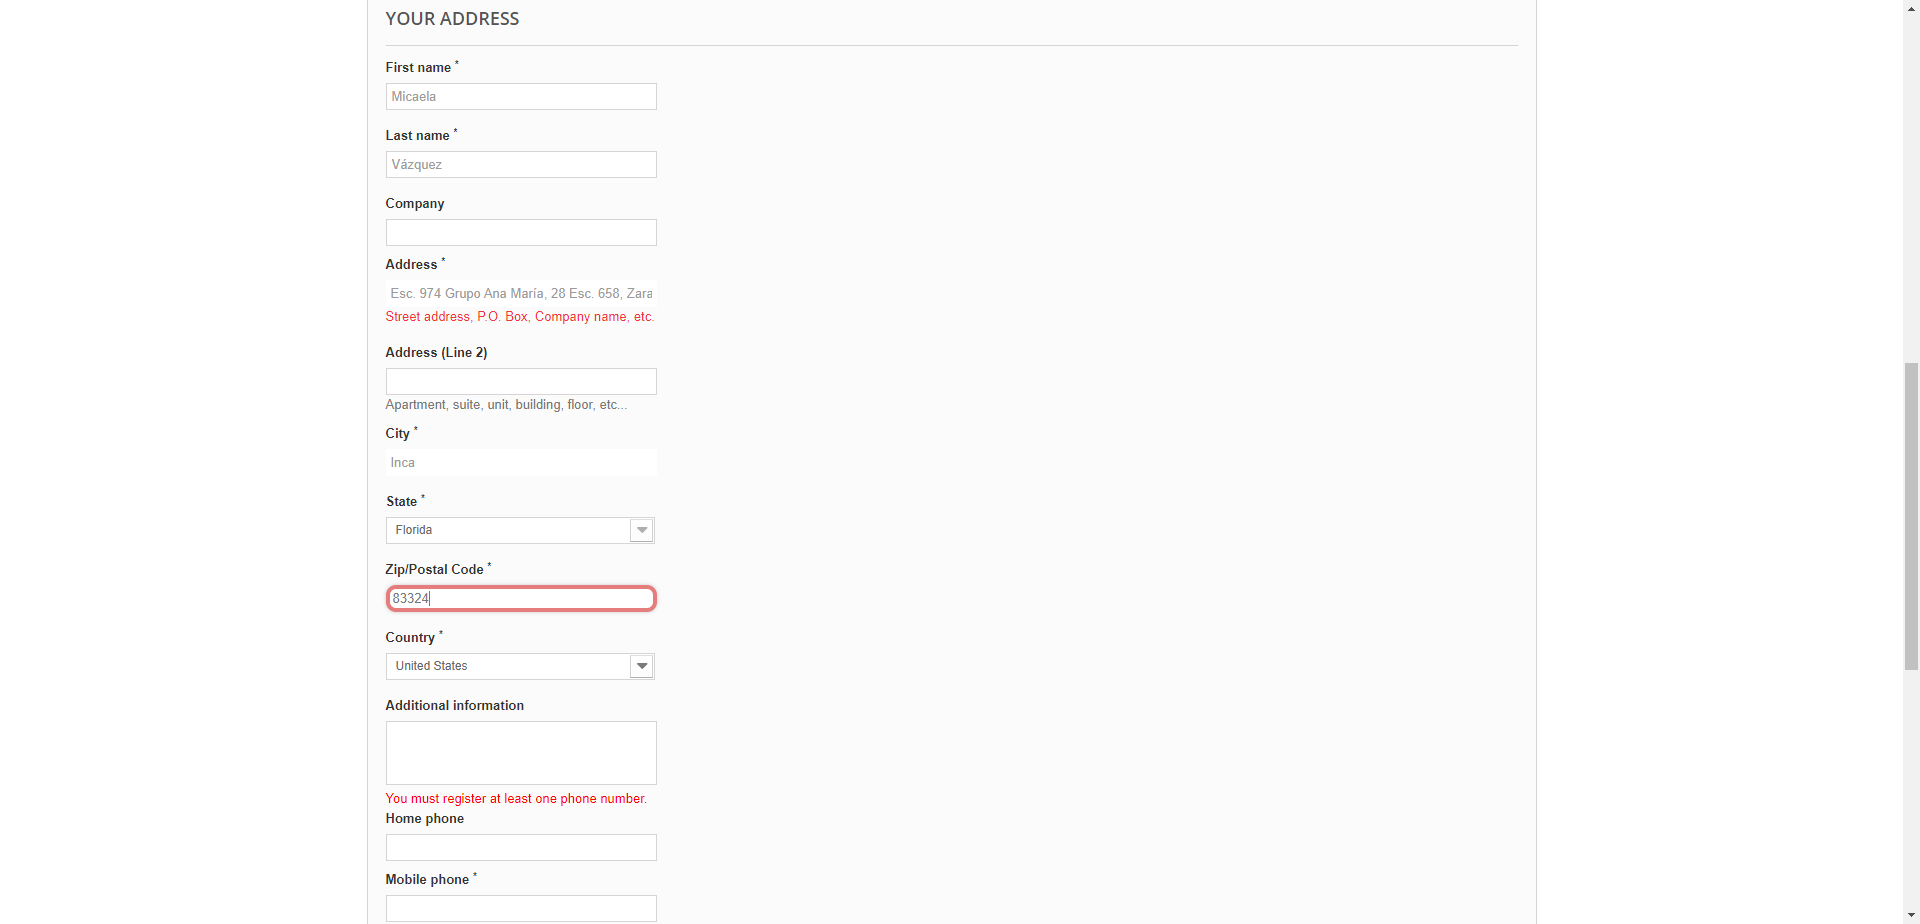 YOUR ADDRESS
First name *
Micaela
Last name *
Vázquez
Company
Address *
Esc. 974 Grupo Ana María, 28 Esc. 658, Zara
Street address, P.O. Box, Company name, etc.
Address (Line 2)
Apartment, suite, unit, building, floor, etc...
City *
Inca
State *
Florida
Zip/Postal Code *
83324
Country *
United States
Additional information
You must register at least one phone number.
Home phone
Mobile phone *